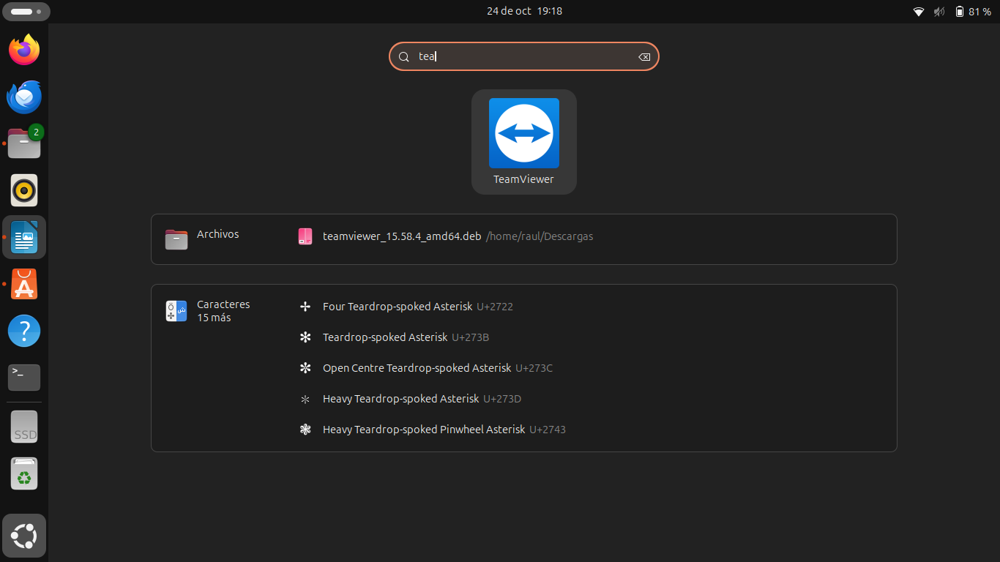 24 de oct 19:18
81 %
tea
2
TeamViewer
Archivos
teamviewer_15.58.4_amd64.deb /home/raul/Descargas
Caracteres
15 más
Four Teardrop-spoked Asterisk U+2722
Teardrop-spoked Asterisk U+273B
Open Centre Teardrop-spoked Asterisk U+273C
Heavy Teardrop-spoked Asterisk U+273D
Heavy Teardrop-spoked Pinwheel Asterisk U+2743
?
>_
SSD